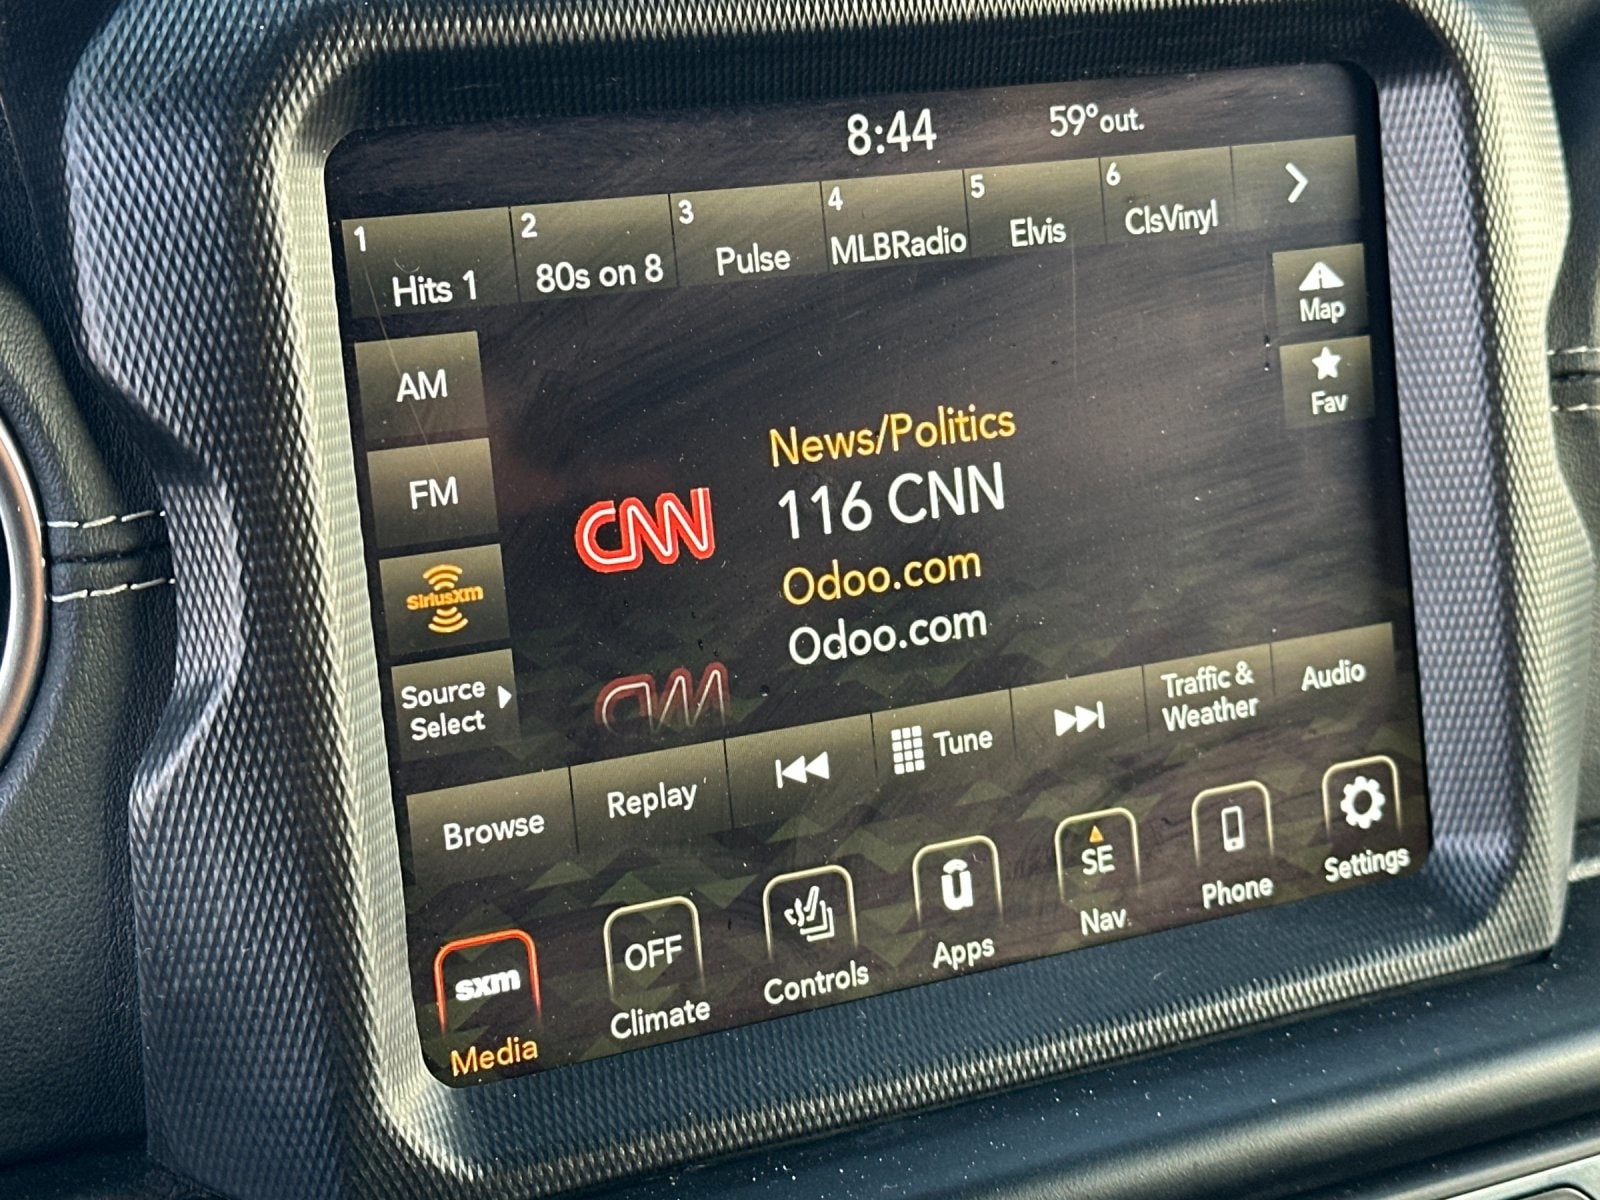 8:44
59°out.
1
Hits 1
2
80s on 8
3
Pulse
4
MLBRadio
5
Elvis
6
ClsVinyl
Map
Fav
AM
FM
SiriusXM
Source
Select
News/Politics
CNN
116 CNN
Odoo.com
Odoo.com
CNN
Browse
Replay
Tune
Traffic &
Weather
Audio
sxm
Media
OFF
Climate
Controls
u
Apps
SE
Nav
Phone
Settings